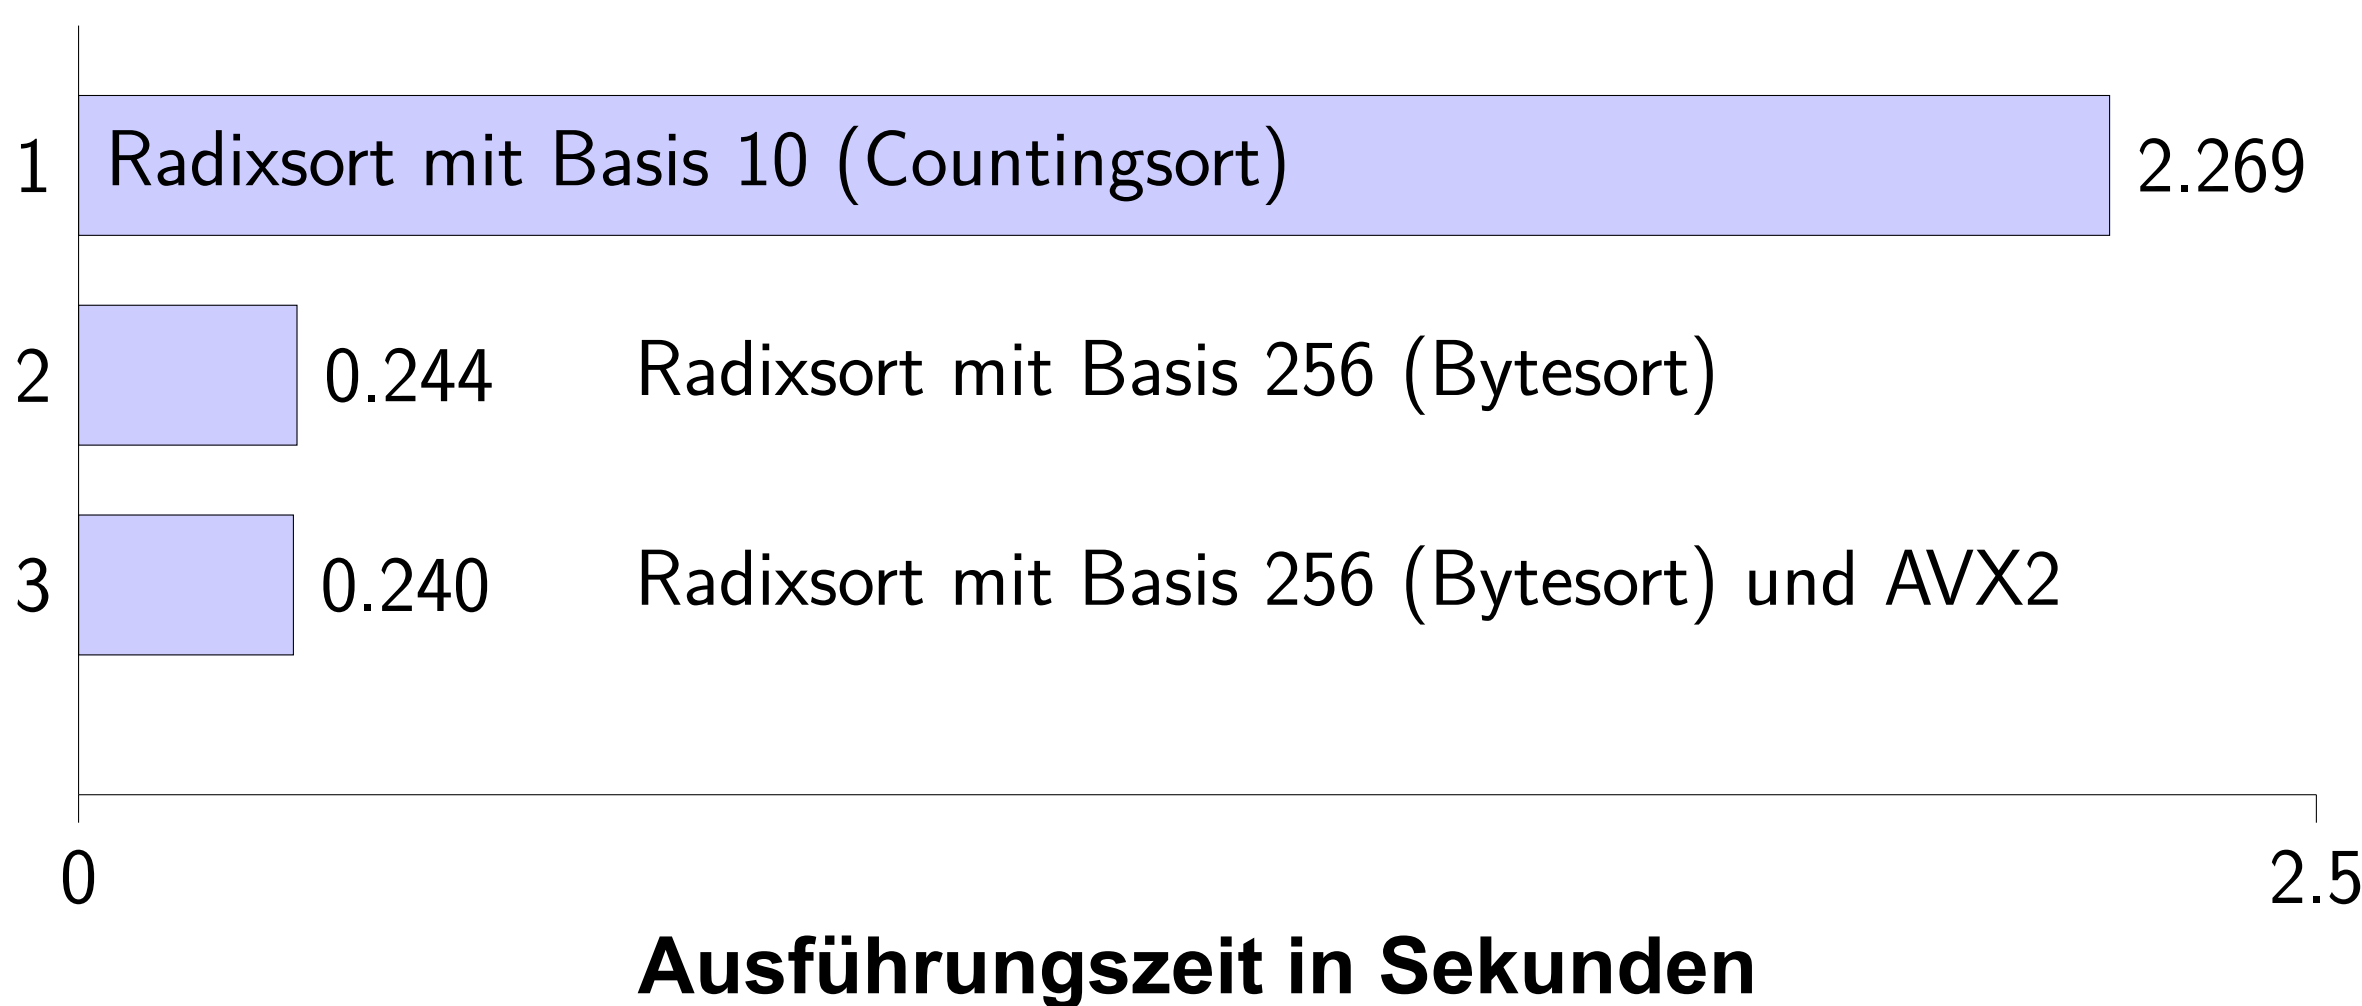 1 Radixsort mit Basis 10 (Countingsort) 2.269
2 0.244 Radixsort mit Basis 256 (Bytesort)
3 0.240 Radixsort mit Basis 256 (Bytesort) und AVX2
0 2.5
Ausführungszeit in Sekunden